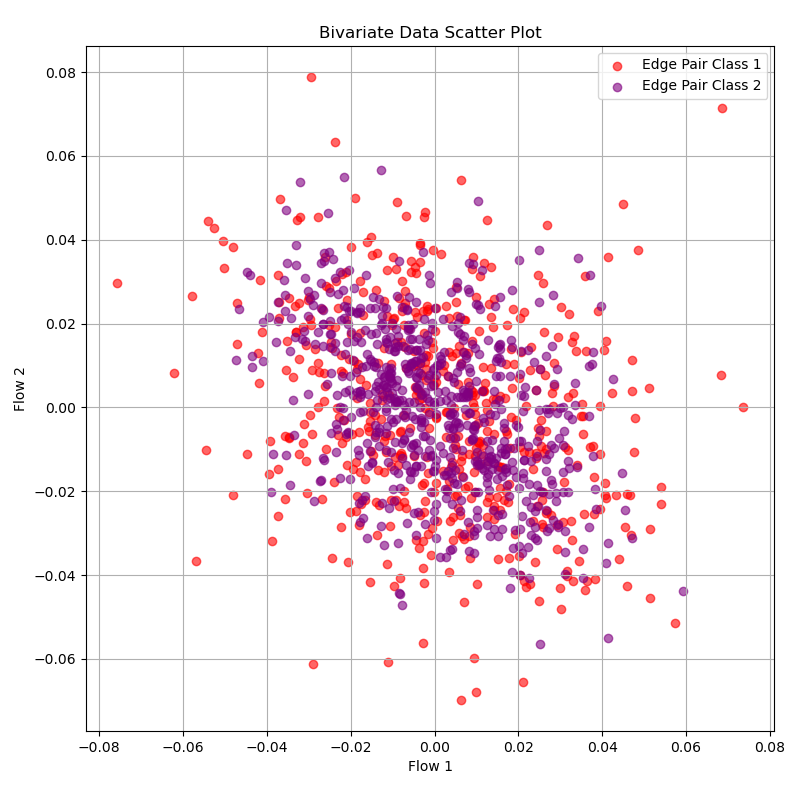 Bivariate Data Scatter Plot
Edge Pair Class 1
Edge Pair Class 2
0.08
0.06
0.04
0.02
0.00
−0.02
−0.04
−0.06
Flow 2
−0.08 −0.06 −0.04 −0.02 0.00 0.02 0.04 0.06 0.08
Flow 1